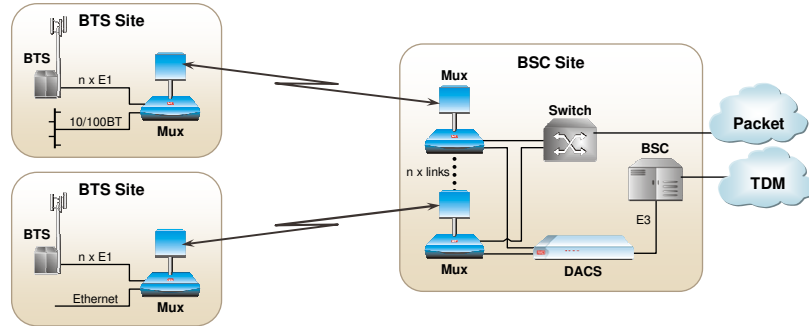 BTS Site
BTS
n x E1
10/100BT
Mux
BTS Site
BTS
n x E1
Ethernet
Mux
BSC Site
Mux
Switch
n x links
BSC
E3
Mux
DACS
Packet
TDM